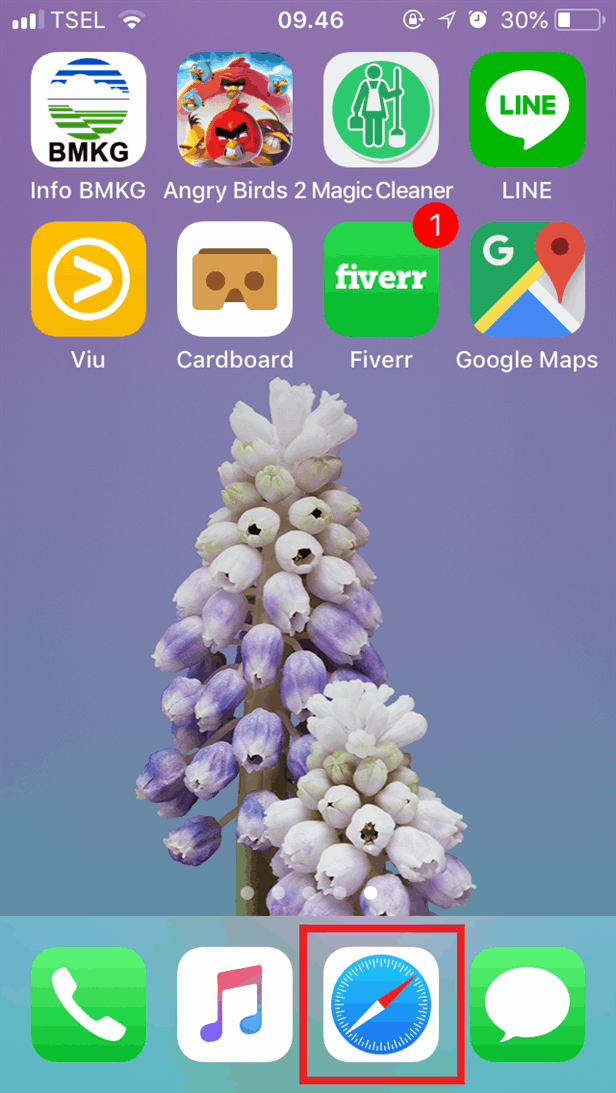 TSEL 09.46 30%
BMKG
LINE
Info BMKG Angry Birds 2 Magic Cleaner LINE
1
fiverr
G
Viu Cardboard Fiverr Google Maps